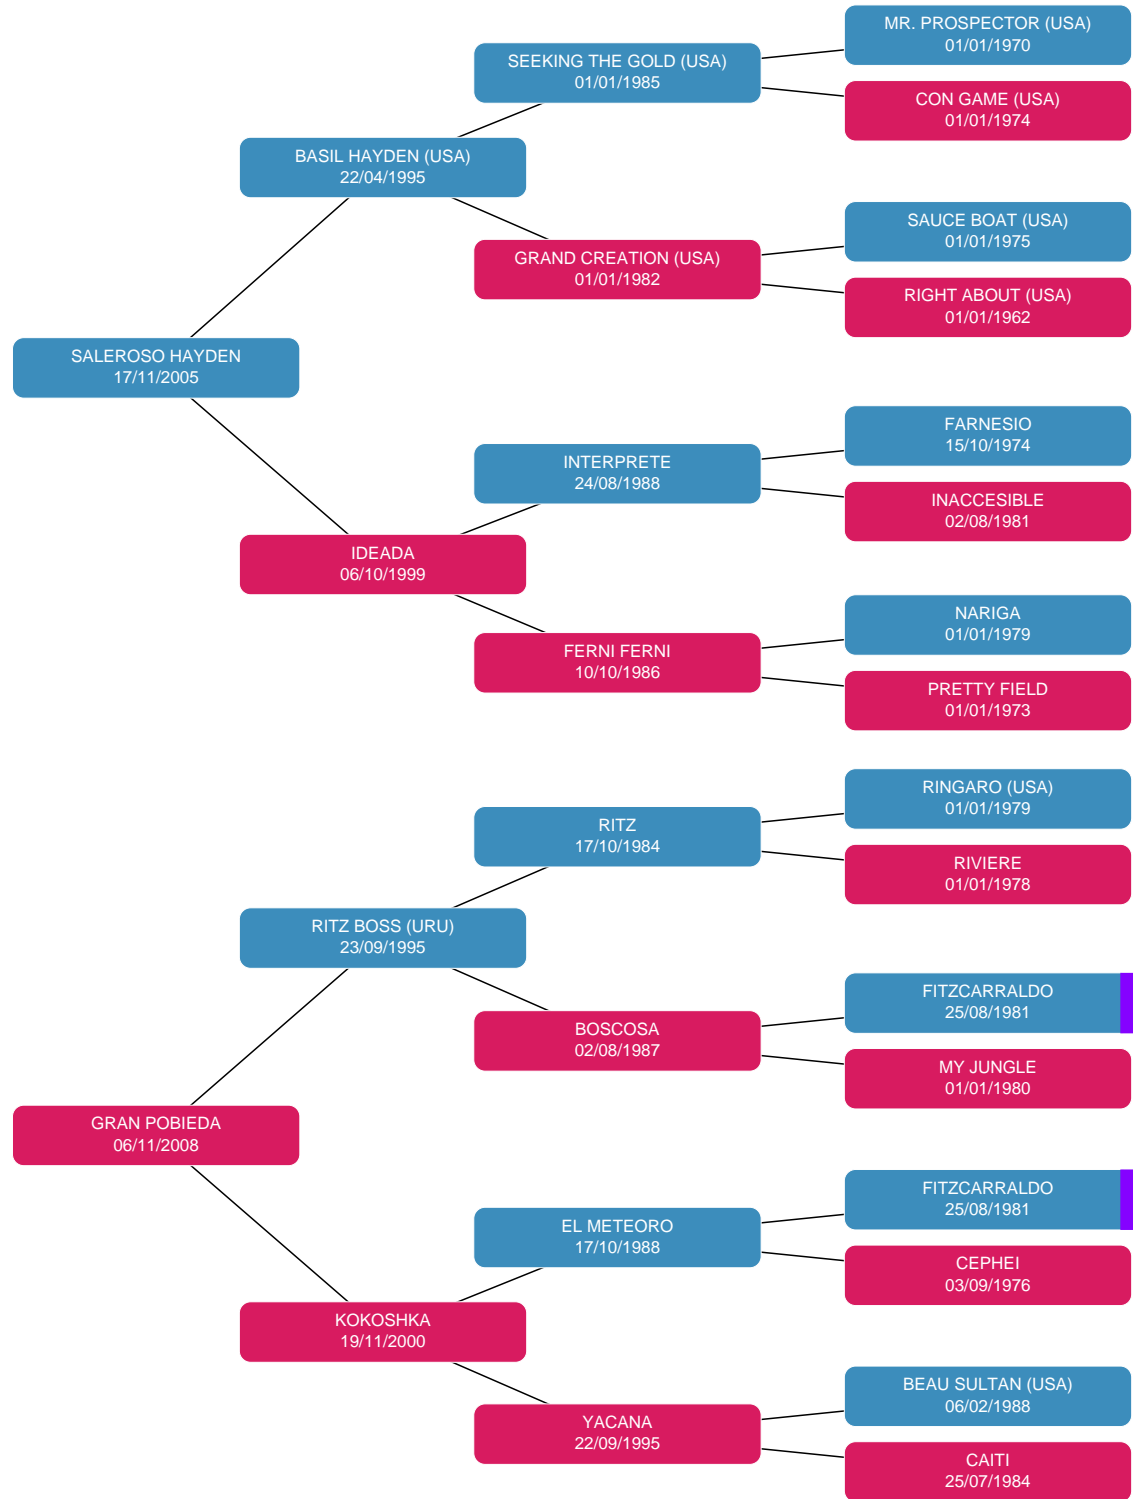 MR. PROSPECTOR (USA)
01/01/1970
SEEKING THE GOLD (USA)
01/01/1985
CON GAME (USA)
01/01/1974
BASIL HAYDEN (USA)
22/04/1995
SAUCE BOAT (USA)
01/01/1975
GRAND CREATION (USA)
01/01/1982
RIGHT ABOUT (USA)
01/01/1962
SALEROSO HAYDEN
17/11/2005
FARNESIO
15/10/1974
INTERPRETE
24/08/1988
INACCESIBLE
02/08/1981
IDEADA
06/10/1999
NARIGA
01/01/1979
FERNI FERNI
10/10/1986
PRETTY FIELD
01/01/1973
RINGARO (USA)
01/01/1979
RITZ
17/10/1984
RIVIERE
01/01/1978
RITZ BOSS (URU)
23/09/1995
FITZCARRALDO
25/08/1981
BOSCOSA
02/08/1987
MY JUNGLE
01/01/1980
GRAN POBIEDA
06/11/2008
FITZCARRALDO
25/08/1981
EL METEORO
17/10/1988
CEPHEI
03/09/1976
KOKOSHKA
19/11/2000
BEAU SULTAN (USA)
06/02/1988
YACANA
22/09/1995
CAITI
25/07/1984